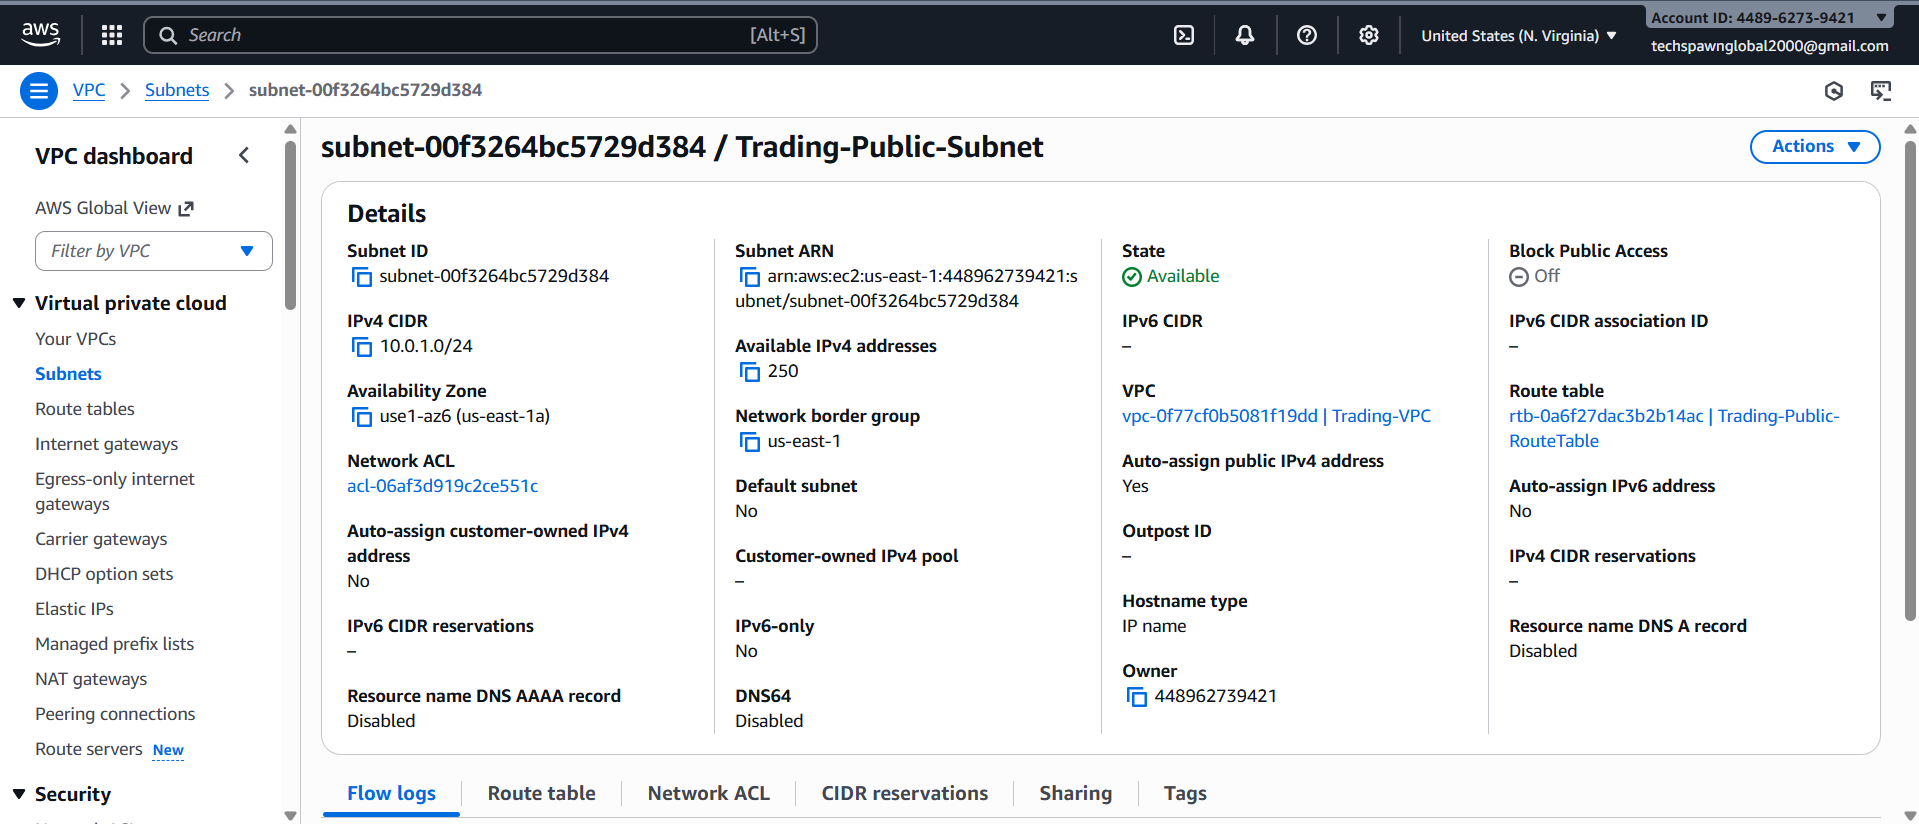 aws
Search
[Alt+S]
United States (N. Virginia)
Account ID: 4489-6273-9421
techspawnglobal2000@gmail.com
VPC
Subnets
subnet-00f3264bc5729d384
VPC dashboard
AWS Global View
Filter by VPC
Virtual private cloud
Your VPCs
Subnets
Route tables
Internet gateways
Egress-only internet
gateways
Carrier gateways
DHCP option sets
Elastic IPs
Managed prefix lists
NAT gateways
Peering connections
Route servers New
Security
subnet-00f3264bc5729d384 / Trading-Public-Subnet
Actions
Details
Subnet ID
subnet-00f3264bc5729d384
IPv4 CIDR
10.0.1.0/24
Availability Zone
use1-az6 (us-east-1a)
Network ACL
acl-06af3d919c2ce551c
Auto-assign customer-owned IPv4
address
No
IPv6 CIDR reservations
–
Resource name DNS AAAA record
Disabled
Subnet ARN
arn:aws:ec2:us-east-1:448962739421:s
ubnet/subnet-00f3264bc5729d384
Available IPv4 addresses
250
Network border group
us-east-1
Default subnet
No
Customer-owned IPv4 pool
–
IPv6-only
No
DNS64
Disabled
State
Available
IPv6 CIDR
–
VPC
vpc-0f77cf0b5081f19dd | Trading-VPC
Auto-assign public IPv4 address
Yes
Outpost ID
–
Hostname type
IP name
Owner
448962739421
Block Public Access
Off
IPv6 CIDR association ID
–
Route table
rtb-0a6f27dac3b2b14ac | Trading-Public-
RouteTable
Auto-assign IPv6 address
No
IPv4 CIDR reservations
–
Resource name DNS A record
Disabled
Flow logs
Route table
Network ACL
CIDR reservations
Sharing
Tags